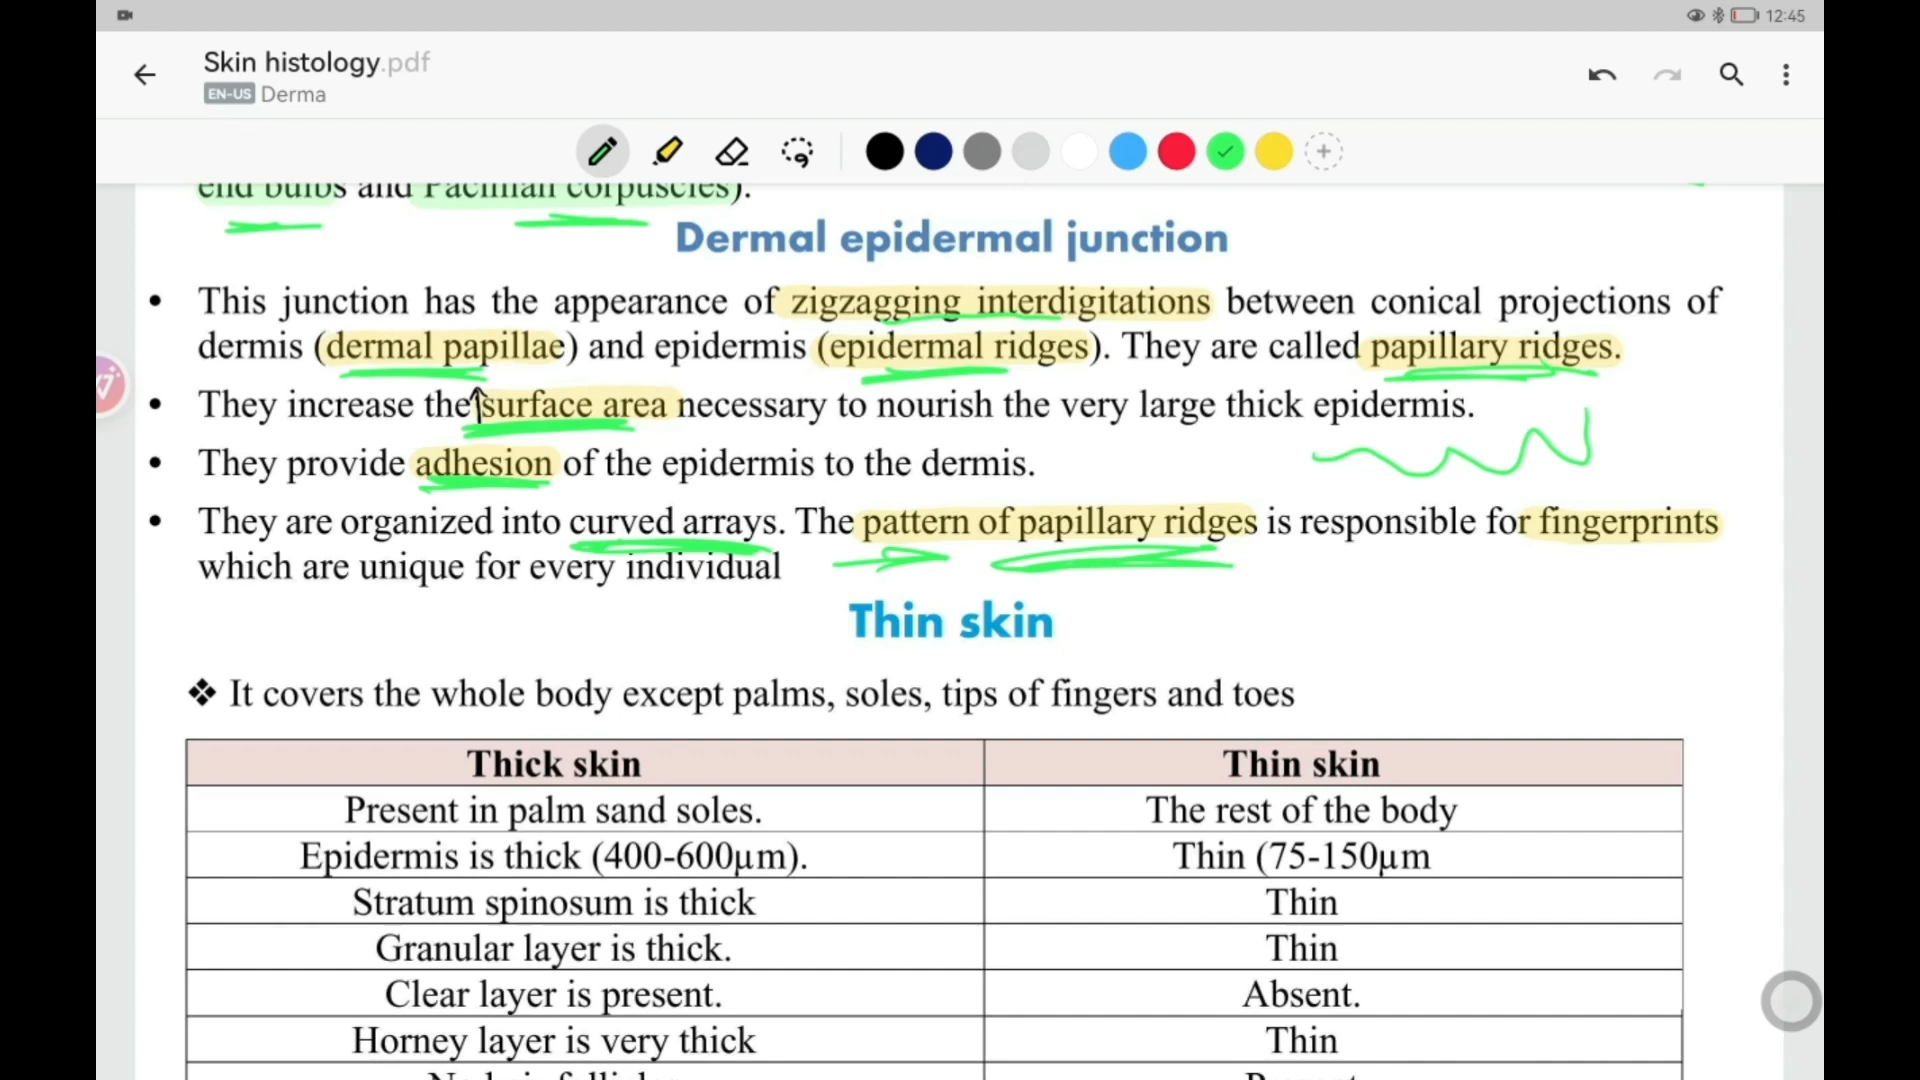 12:45
Skin histology.pdf
EN-US Derma
end bulbs and Pacinian corpuscles).
Dermal epidermal junction
• This junction has the appearance of zigzagging interdigitations between conical projections of
dermis (dermal papillae) and epidermis (epidermal ridges). They are called papillary ridges.
• They increase the ↑surface area necessary to nourish the very large thick epidermis.
• They provide adhesion of the epidermis to the dermis.
• They are organized into curved arrays. The pattern of papillary ridges is responsible for fingerprints
which are unique for every individual
Thin skin
❖ It covers the whole body except palms, soles, tips of fingers and toes
Thick skin Thin skin
Present in palm sand soles. The rest of the body
Epidermis is thick (400-600µm). Thin (75-150µm
Stratum spinosum is thick Thin
Granular layer is thick. Thin
Clear layer is present. Absent.
Horney layer is very thick Thin